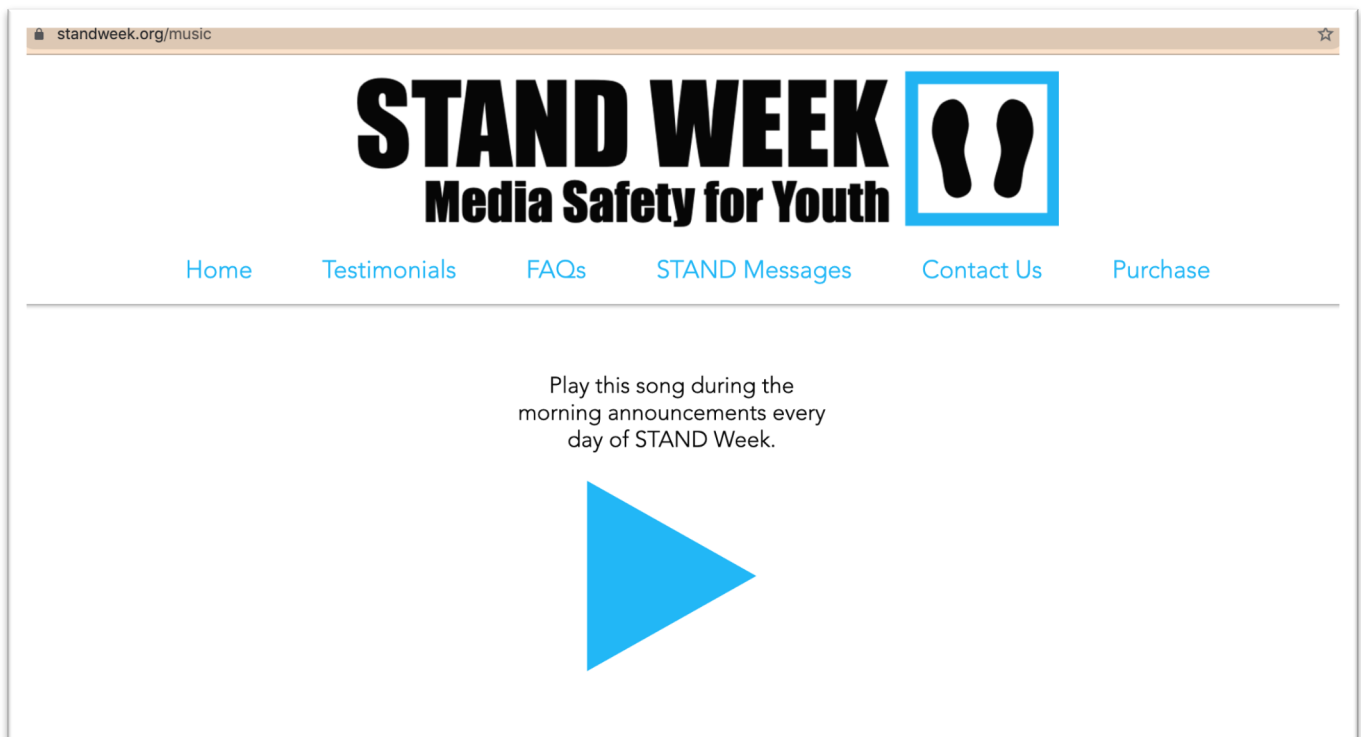 standweek.org/music
STAND WEEK
Media Safety for Youth
Home Testimonials FAQs STAND Messages Contact Us Purchase
Play this song during the
morning announcements every
day of STAND Week.